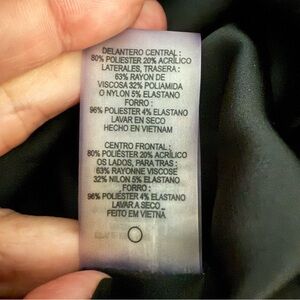 DELANTERO CENTRAL :
80% POLIESTER 20% ACRÍLICO
LATERALES, TRASERA :
63% RAYON DE
VISCOSA 32% POLIAMIDA
O NYLON 5% ELASTANO
FORRO :
96% POLIESTER 4% ELASTANO
LAVAR EN SECO
HECHO EN VIETNAM
CENTRO FRONTAL :
80% POLIÉSTER 20% ACRÍLICO
OS LADOS, PARA TRÁS :
63% RAYONNE VISCOSE
32% NILON 5% ELASTANO
FORRO :
96% POLIÉSTER 4% ELASTANO
LAVAR A SECO
FEITO EM VIETNA